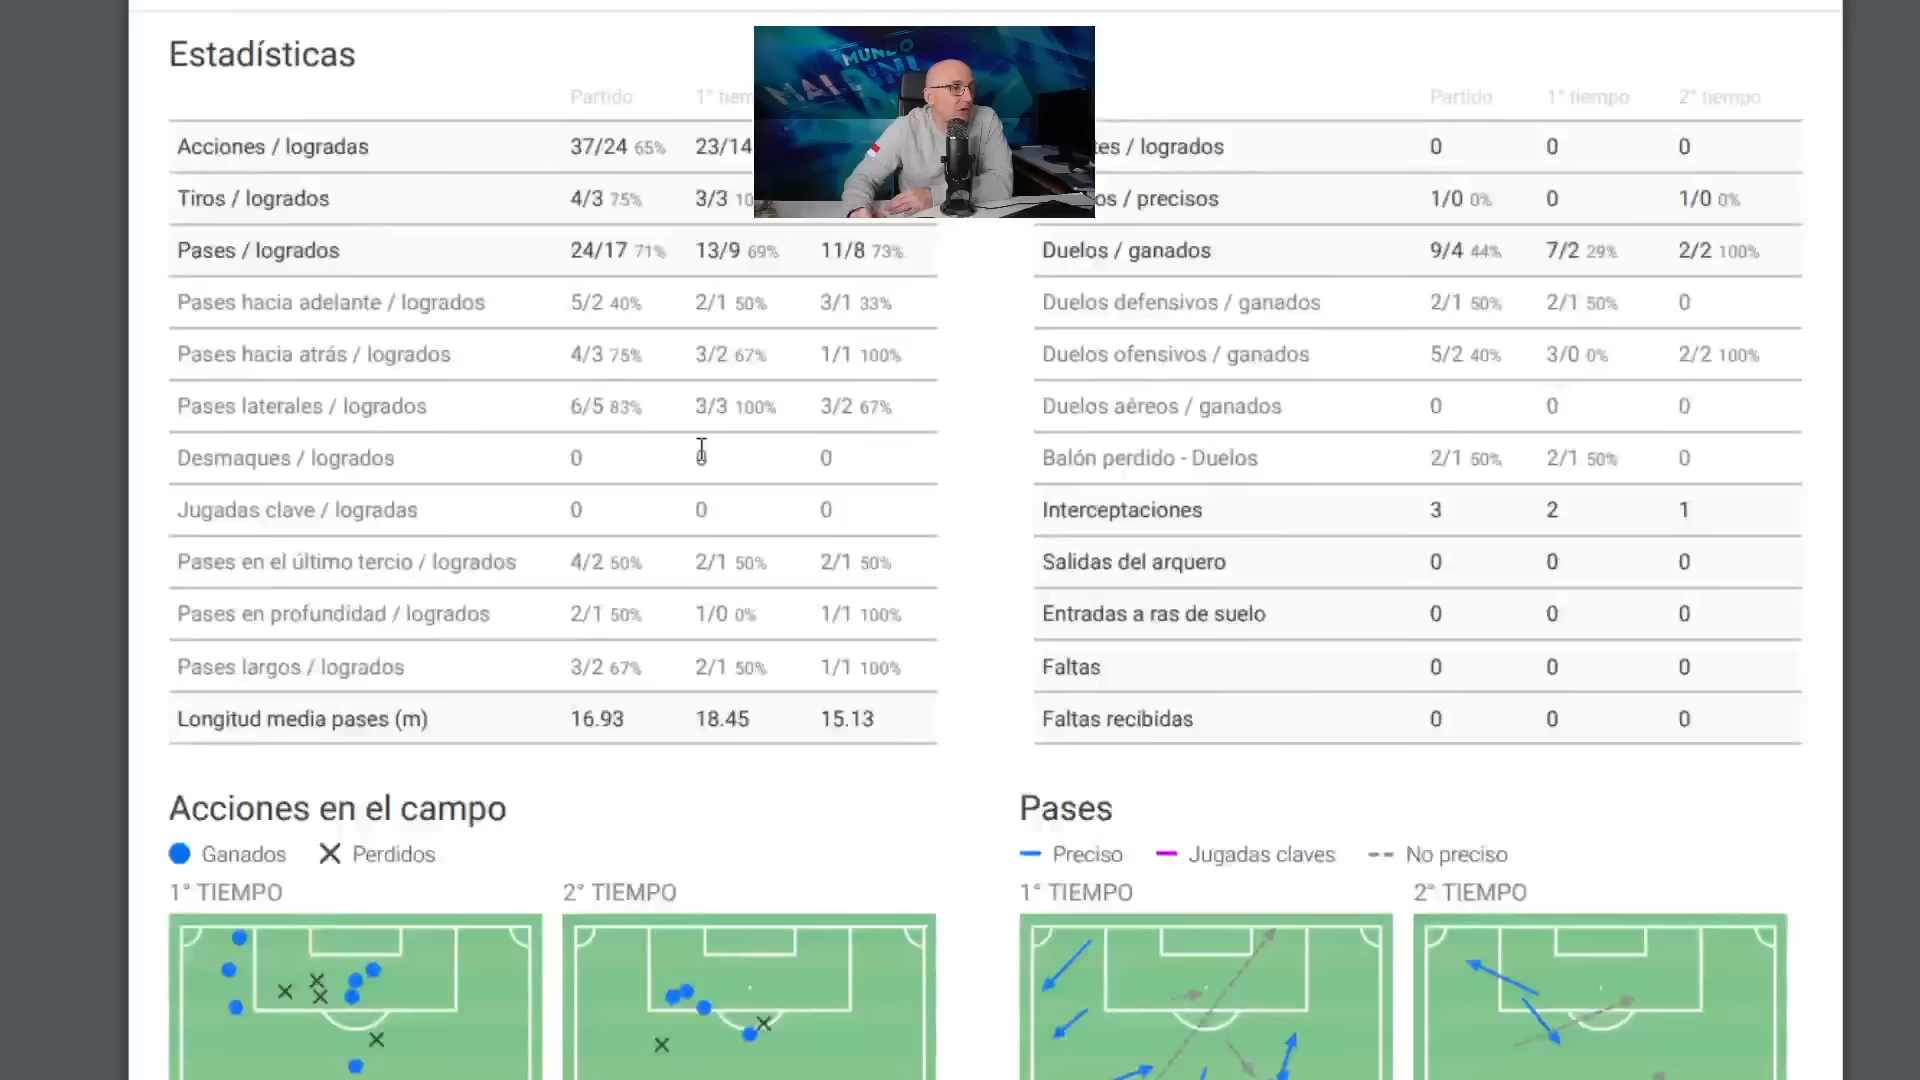 Estadísticas
Partido 1° tiem
Acciones / logradas 37/24 65% 23/14
Tiros / logrados 4/3 75% 3/3 10
Pases / logrados 24/17 71% 13/9 69% 11/8 73%
Pases hacia adelante / logrados 5/2 40% 2/1 50% 3/1 33%
Pases hacia atrás / logrados 4/3 75% 3/2 67% 1/1 100%
Pases laterales / logrados 6/5 83% 3/3 100% 3/2 67%
Desmaques / logrados 0 0 0
Jugadas clave / logradas 0 0 0
Pases en el último tercio / logrados 4/2 50% 2/1 50% 2/1 50%
Pases en profundidad / logrados 2/1 50% 1/0 0% 1/1 100%
Pases largos / logrados 3/2 67% 2/1 50% 1/1 100%
Longitud media pases (m) 16.93 18.45 15.13
MUNDO
MALDINI
Partido 1° tiempo 2° tiempo
tes / logrados 0 0 0
os / precisos 1/0 0% 0 1/0 0%
Duelos / ganados 9/4 44% 7/2 29% 2/2 100%
Duelos defensivos / ganados 2/1 50% 2/1 50% 0
Duelos ofensivos / ganados 5/2 40% 3/0 0% 2/2 100%
Duelos aéreos / ganados 0 0 0
Balón perdido - Duelos 2/1 50% 2/1 50% 0
Interceptaciones 3 2 1
Salidas del arquero 0 0 0
Entradas a ras de suelo 0 0 0
Faltas 0 0 0
Faltas recibidas 0 0 0
Acciones en el campo
Ganados Perdidos
1° TIEMPO 2° TIEMPO
Pases
Preciso Jugadas claves No preciso
1° TIEMPO 2° TIEMPO